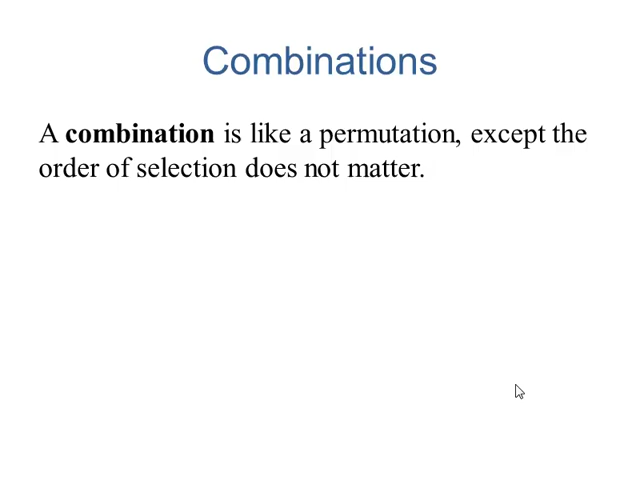 Combinations
A combination is like a permutation, except the
order of selection does not matter.